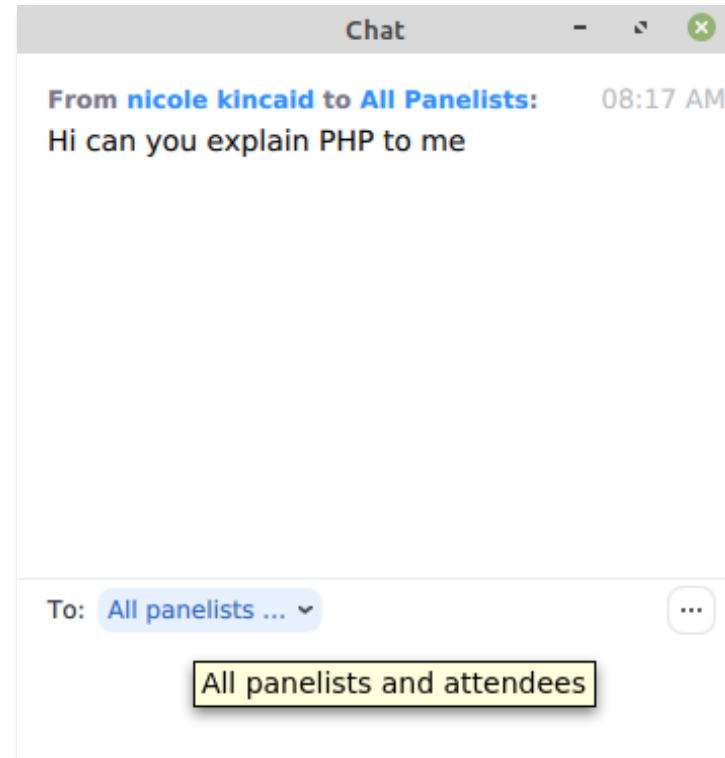 Chat
From nicole kincaid to All Panelists: 08:17 AM
Hi can you explain PHP to me
To: All panelists ...
All panelists and attendees